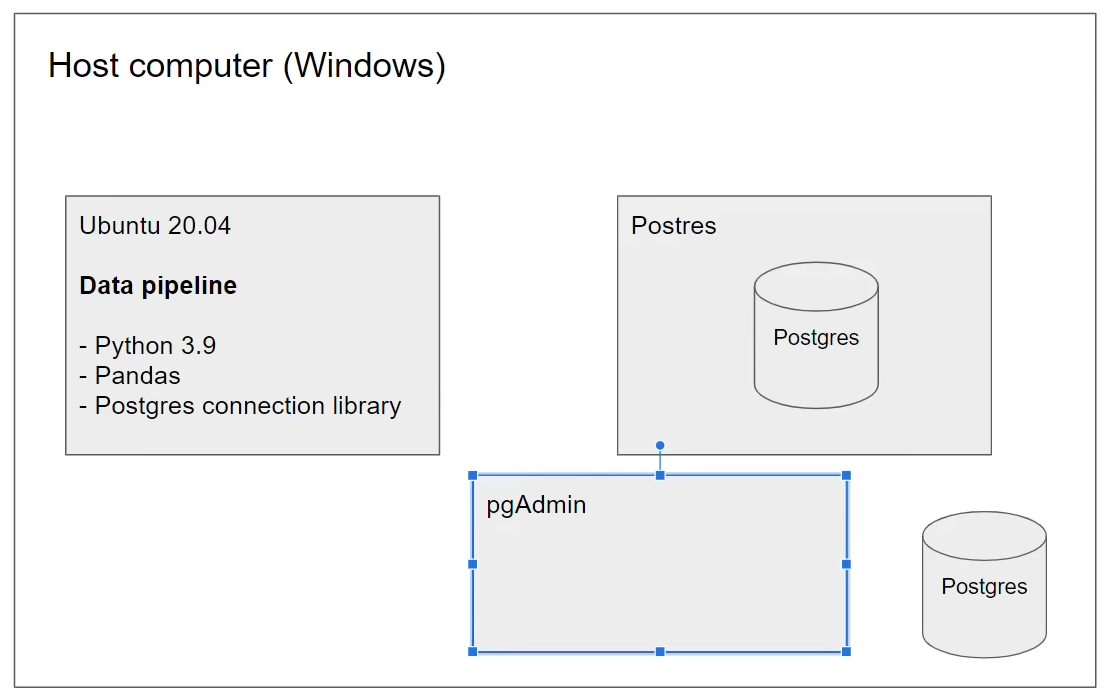 Host computer (Windows)
Ubuntu 20.04
Data pipeline
- Python 3.9
- Pandas
- Postgres connection library
Postres
Postgres
pgAdmin
Postgres